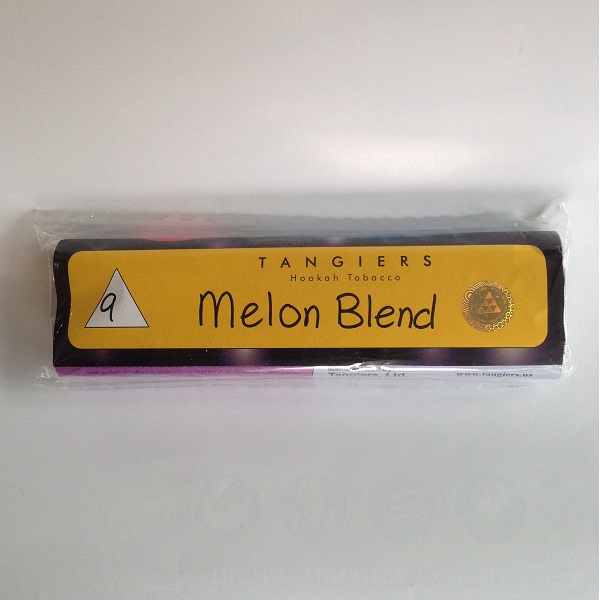 TANGIERS
Hookah Tobacco
9
Melon Blend
Tangiers, Ltd
www.tangiers.us